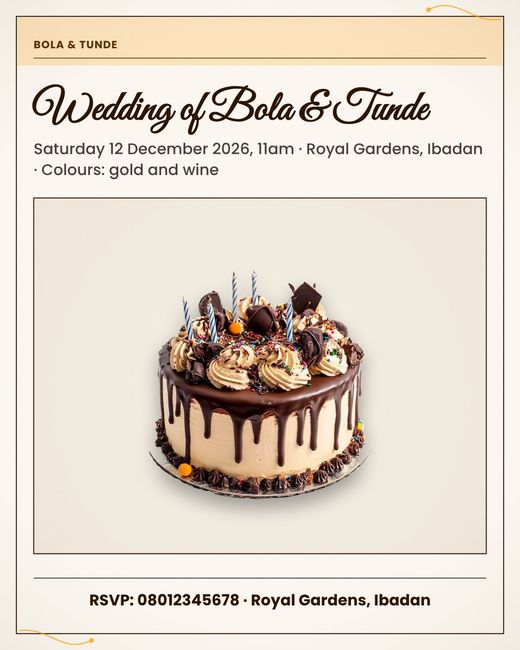 BOLA & TUNDE
Wedding of Bola & Tunde
Saturday 12 December 2026, 11am · Royal Gardens, Ibadan
· Colours: gold and wine
RSVP: 08012345678 · Royal Gardens, Ibadan